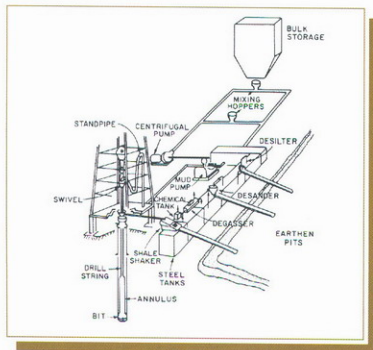 BULK
STORAGE
MIXING
HOPPERS
STANDPIPE
CENTRIFUGAL
PUMP
DESILTER
MUD
PUMP
CHEMICAL
TANK
DESANDER
SWIVEL
DEGASSER
EARTHEN
PITS
SHALE
SHAKER
STEEL
TANKS
DRILL
STRING
ANNULUS
BIT